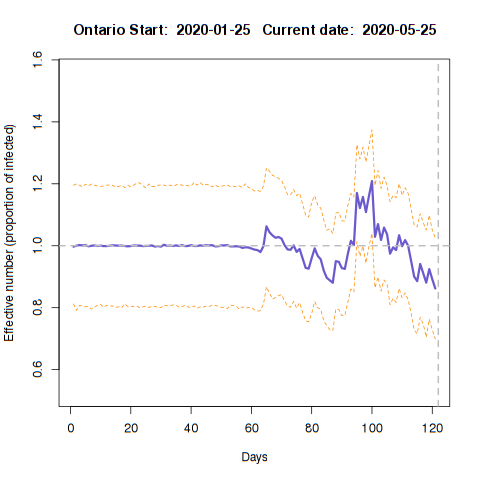 Ontario Start:  2020-01-25   Current date:  2020-05-25
Effective number (proportion of infected)
1.6
1.4
1.2
1.0
0.8
0.6
0 20 40 60 80 100 120
Days